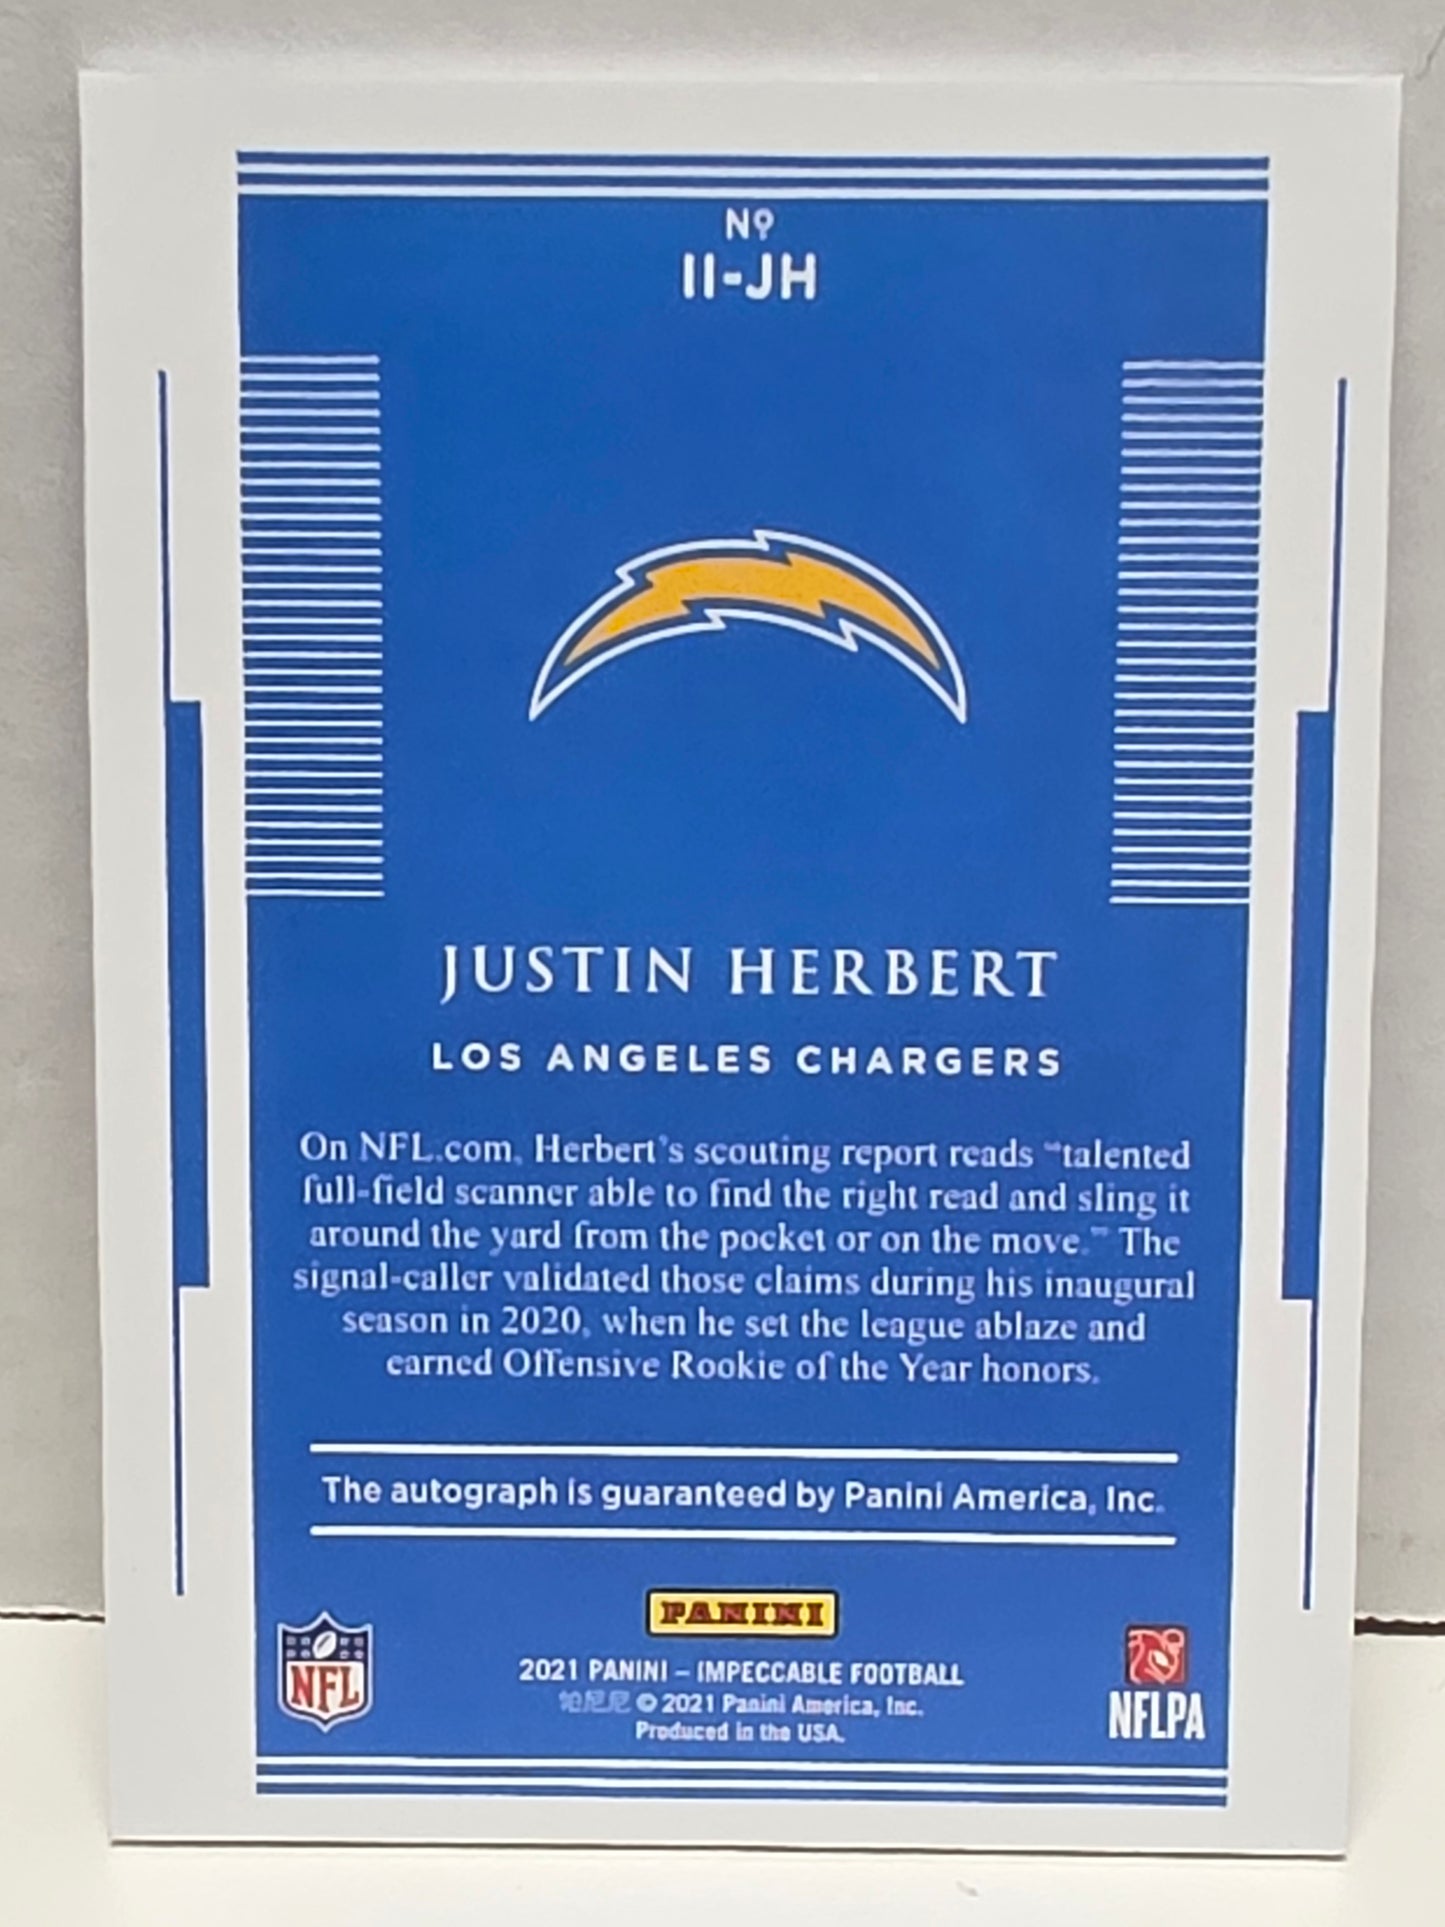 Nº
II-JH
JUSTIN HERBERT
LOS ANGELES CHARGERS
On NFL.com, Herbert's scouting report reads "talented
full-field scanner able to find the right read and sling it
around the yard from the pocket or on the move." The
signal-caller validated those claims during his inaugural
season in 2020, when he set the league ablaze and
earned Offensive Rookie of the Year honors.
The autograph is guaranteed by Panini America, Inc.
PANINI
2021 PANINI – IMPECCABLE FOOTBALL
帕尼尼 © 2021 Panini America, Inc.
Produced in the USA.
NFL
NFLPA